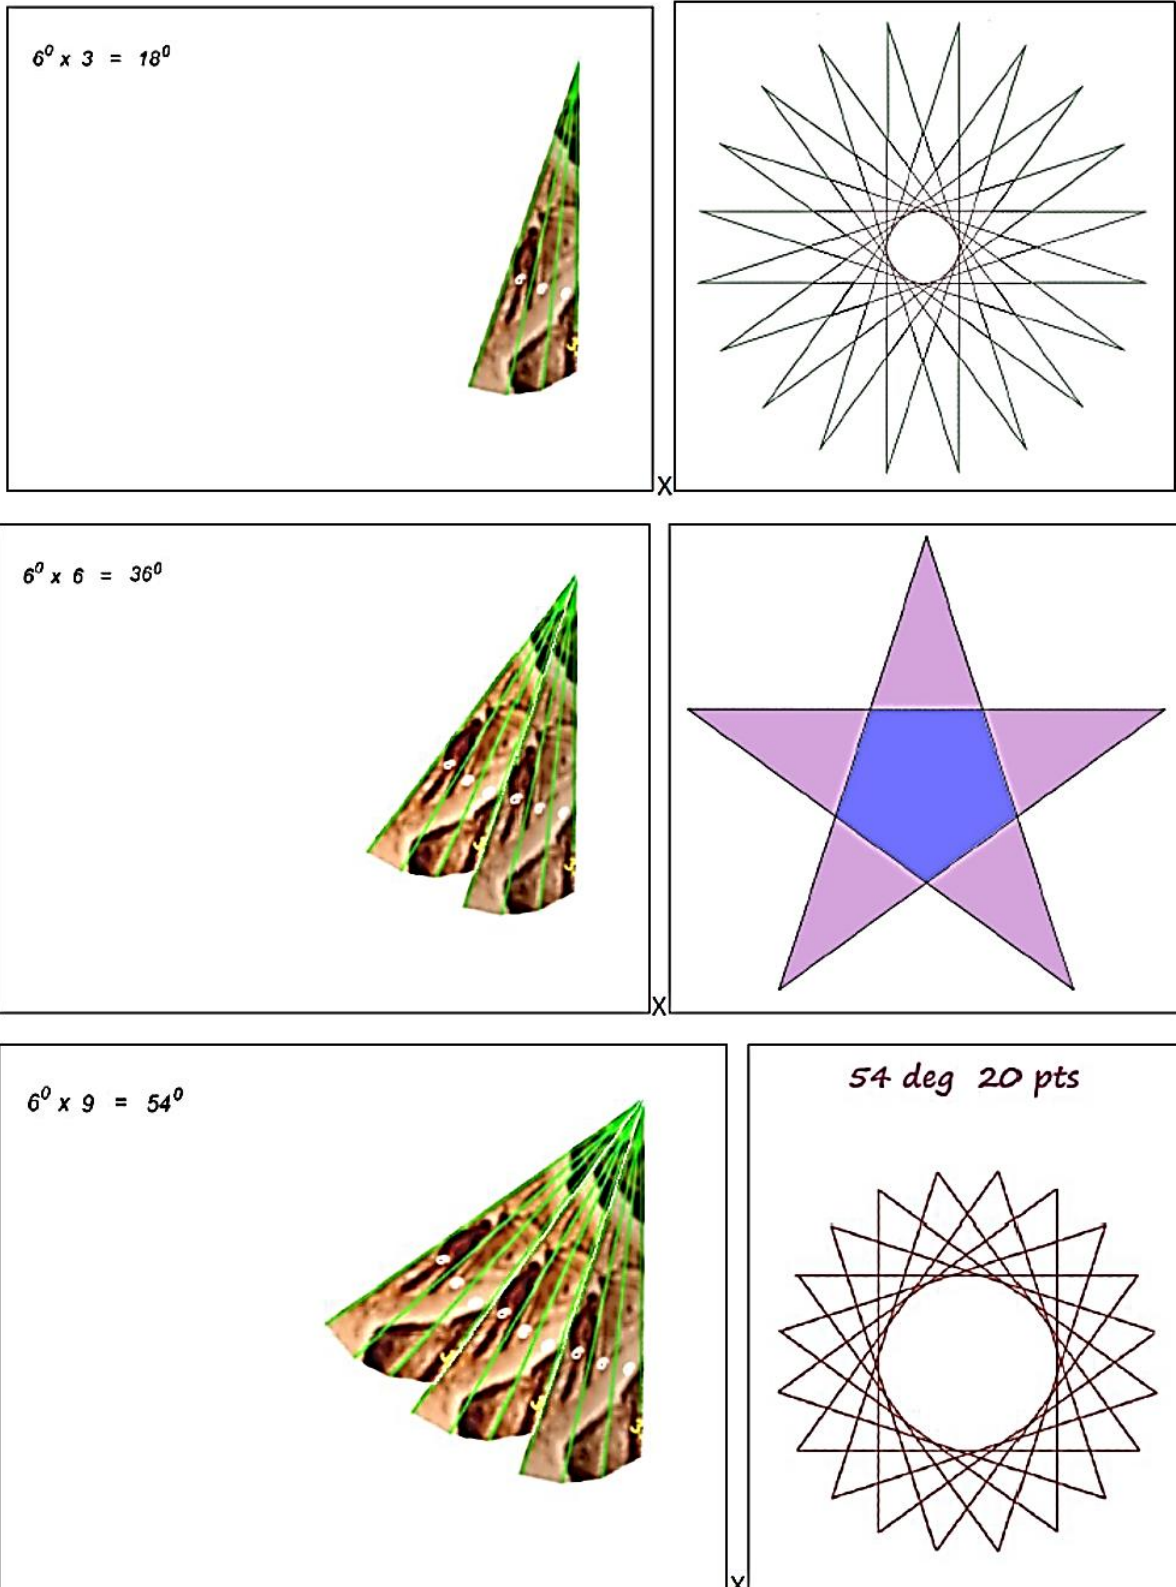 6⁰ x 3 = 18⁰
X
6⁰ x 6 = 36⁰
X
6⁰ x 9 = 54⁰
54 deg 20 pts
X